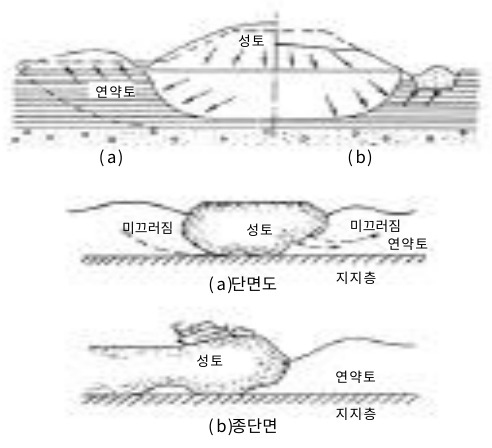 성토
연약토
(a) (b)
미끄러짐 성토 미끄러짐
연약토
지지층
(a)단면도
성토
연약토
지지층
(b)종단면